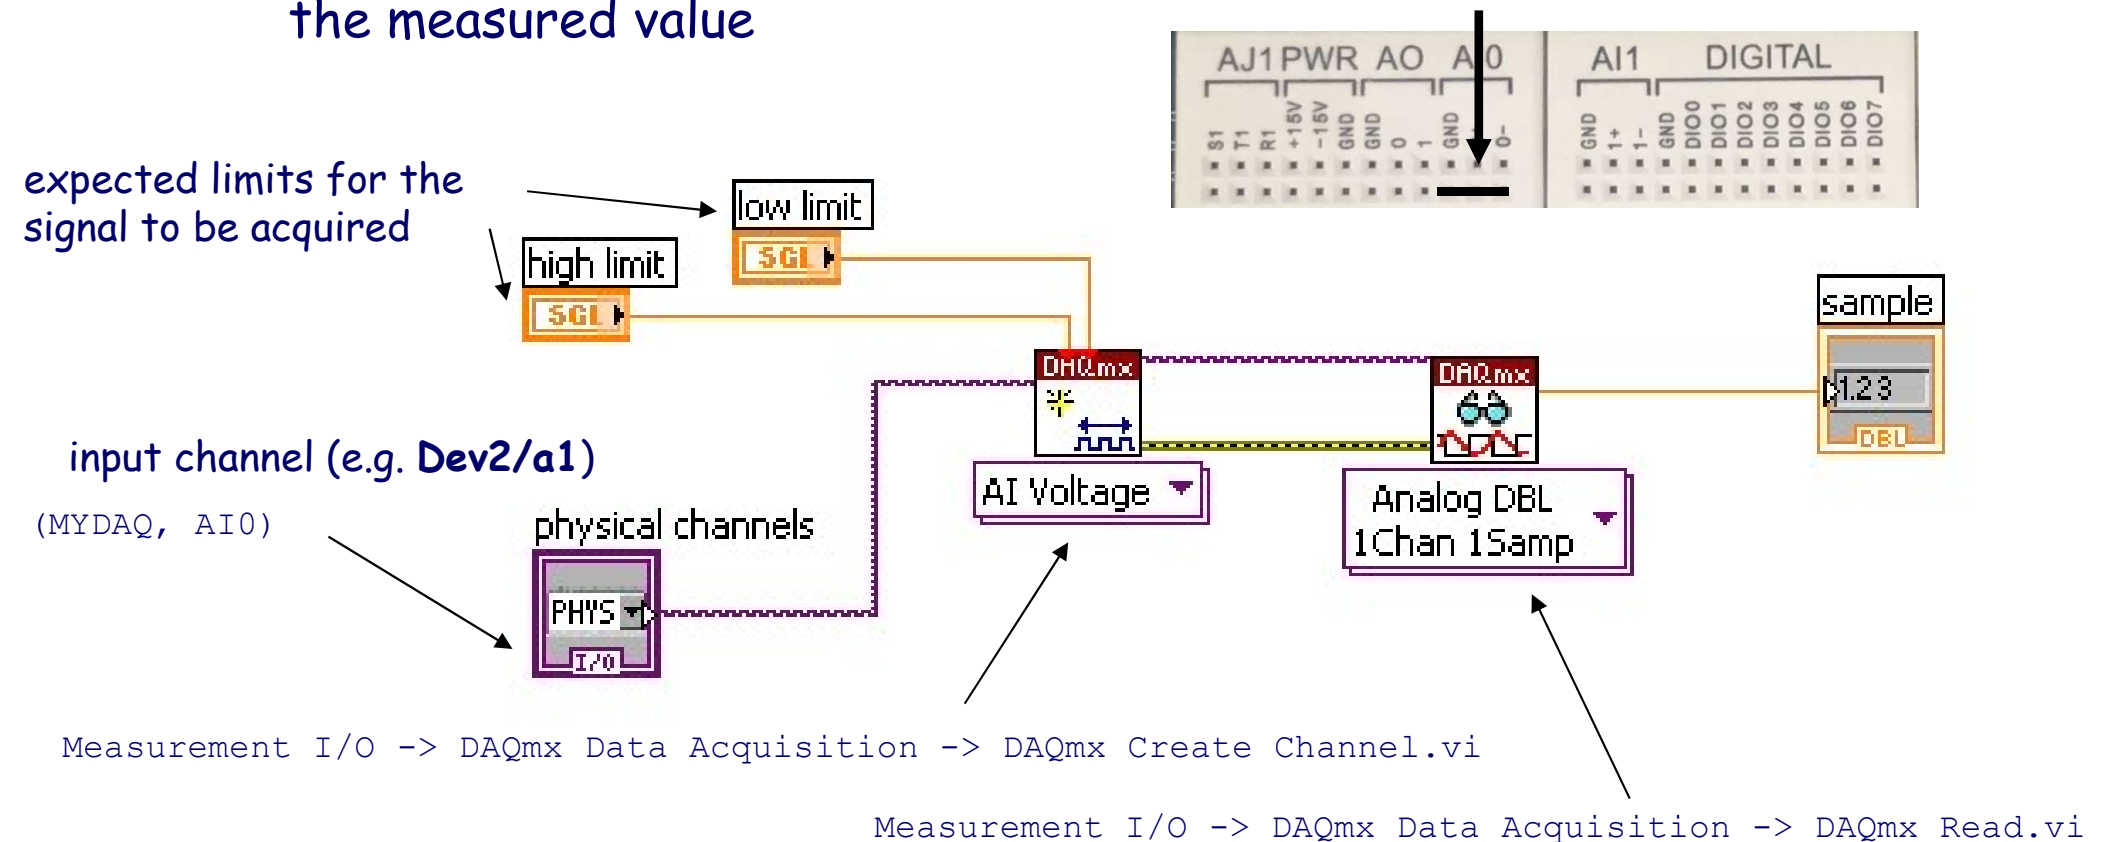 the measured value
AJ1 PWR AO AI0 AI1 DIGITAL
S1 T1 R1 +15V -15V GND GND 0 1 GND 0- GND 1+ 1- GND DIO0 DIO1 DIO2 DIO3 DIO4 DIO5 DIO6 DIO7
expected limits for the
signal to be acquired
low limit
SGL
high limit
SGL
sample
1.23
DBL
DAQmx
DAQmx
input channel (e.g. Dev2/a1)
(MYDAQ, AI0)
AI Voltage
Analog DBL
1Chan 1Samp
physical channels
PHYS
I/O
Measurement I/O -> DAQmx Data Acquisition -> DAQmx Create Channel.vi
Measurement I/O -> DAQmx Data Acquisition -> DAQmx Read.vi